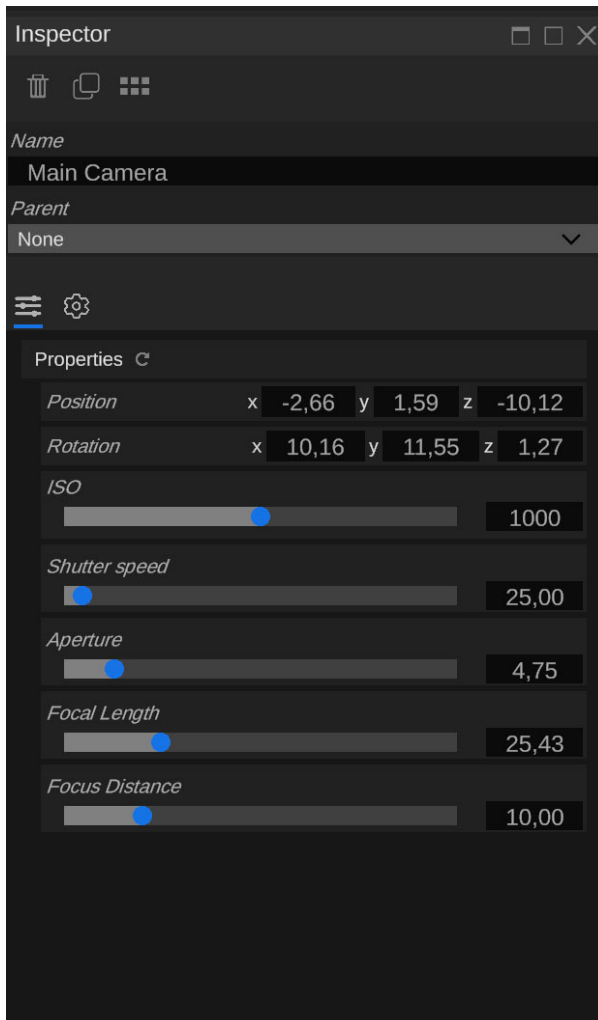 Inspector
Name
Main Camera
Parent
None
Properties
Position x -2,66 y 1,59 z -10,12
Rotation x 10,16 y 11,55 z 1,27
ISO
1000
Shutter speed
25,00
Aperture
4,75
Focal Length
25,43
Focus Distance
10,00